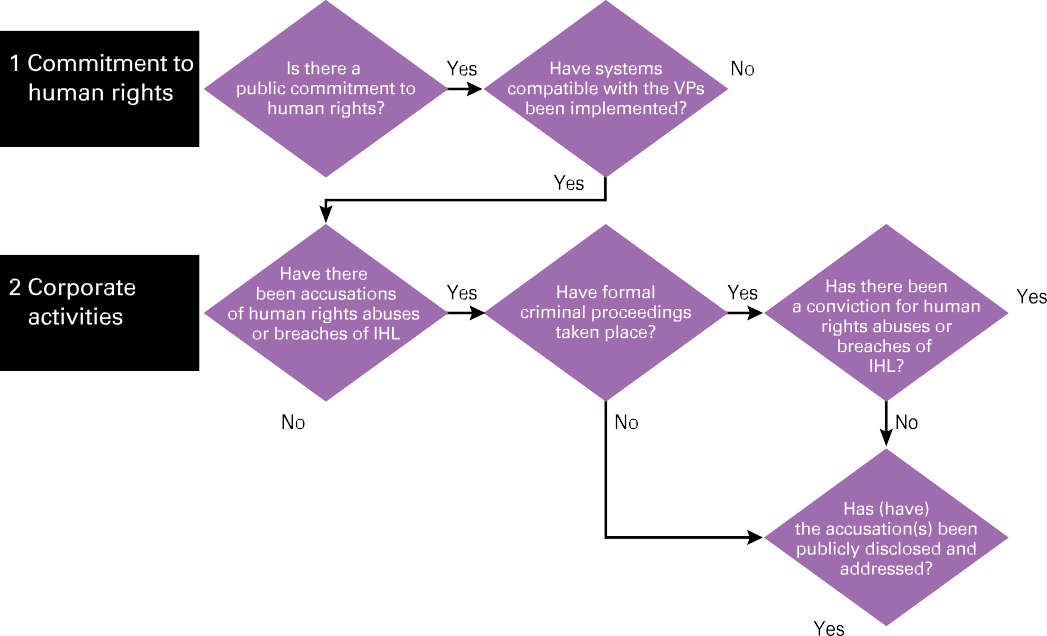 1 Commitment to
human rights
Is there a
public commitment to
human rights?
Yes
Have systems
compatible with the VPs
been implemented?
No
Yes
2 Corporate
activities
Have there
been accusations
of human rights abuses
or breaches of IHL
Yes
Have formal
criminal proceedings
taken place?
Yes
Has there been
a conviction for human
rights abuses or
breaches of
IHL?
Yes
No
No
No
Has (have)
the accusation(s) been
publicly disclosed and
addressed?
Yes